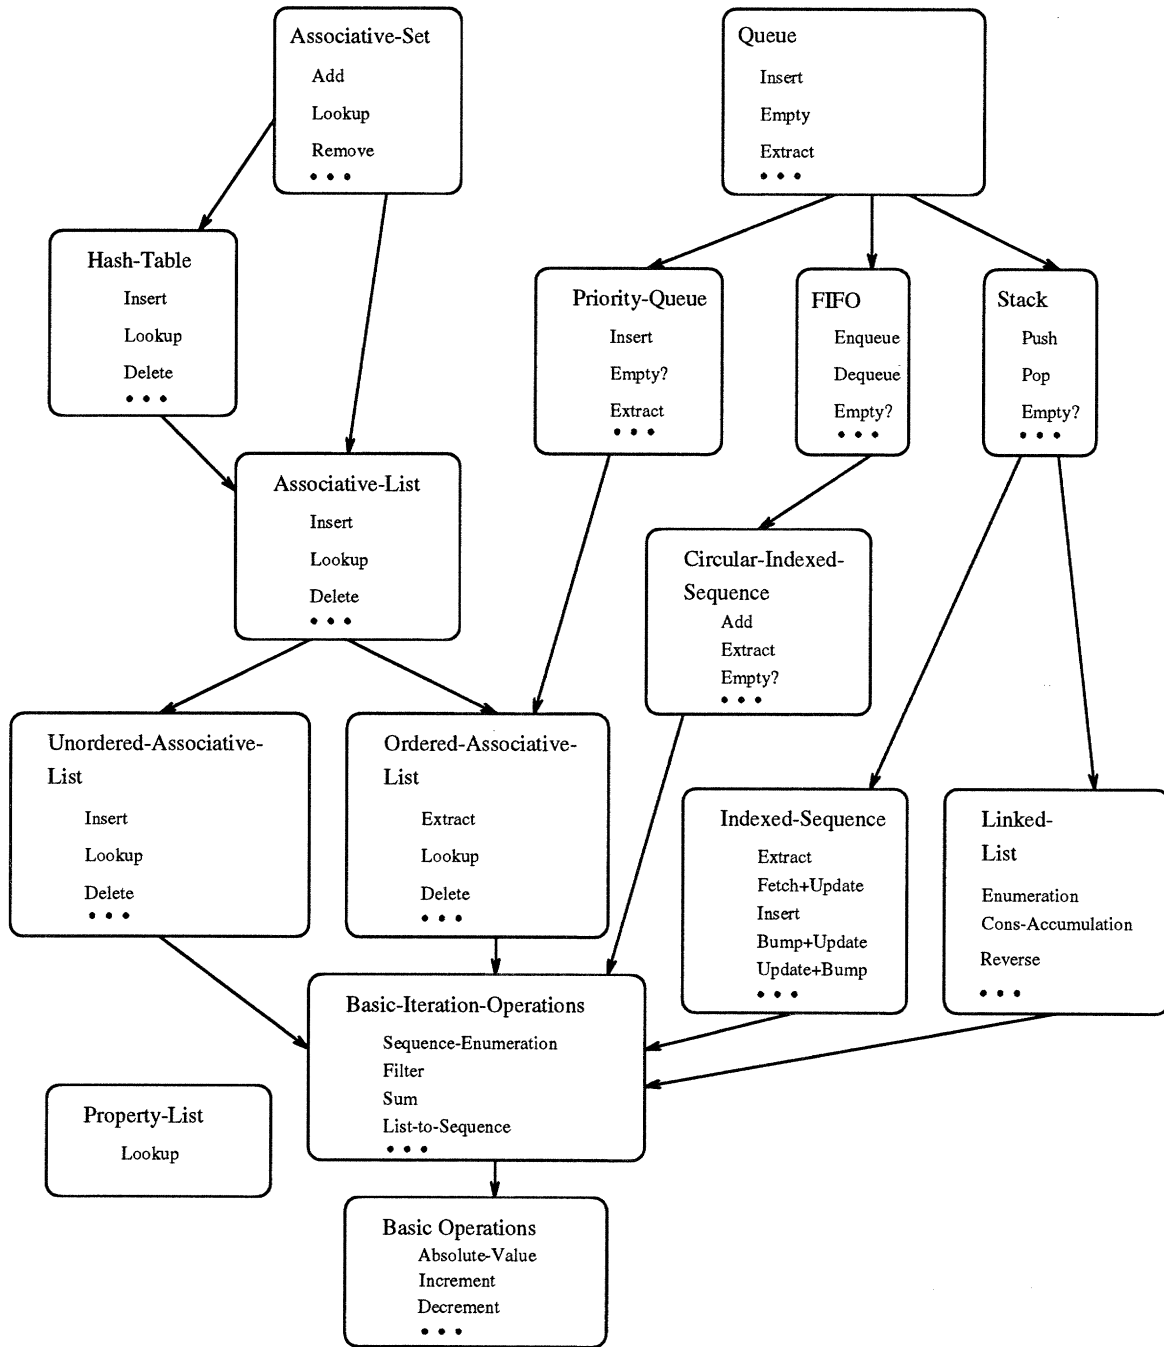 Associative-Set
Add
Lookup
Remove
• • •
Queue
Insert
Empty
Extract
• • •
Hash-Table
Insert
Lookup
Delete
• • •
Priority-Queue
Insert
Empty?
Extract
• • •
FIFO
Enqueue
Dequeue
Empty?
• • •
Stack
Push
Pop
Empty?
• • •
Associative-List
Insert
Lookup
Delete
• • •
Circular-Indexed-
Sequence
Add
Extract
Empty?
• • •
Unordered-Associative-
List
Insert
Lookup
Delete
• • •
Ordered-Associative-
List
Extract
Lookup
Delete
• • •
Indexed-Sequence
Extract
Fetch+Update
Insert
Bump+Update
Update+Bump
• • •
Linked-
List
Enumeration
Cons-Accumulation
Reverse
• • •
Basic-Iteration-Operations
Sequence-Enumeration
Filter
Sum
List-to-Sequence
• • •
Property-List
Lookup
Basic Operations
Absolute-Value
Increment
Decrement
• • •